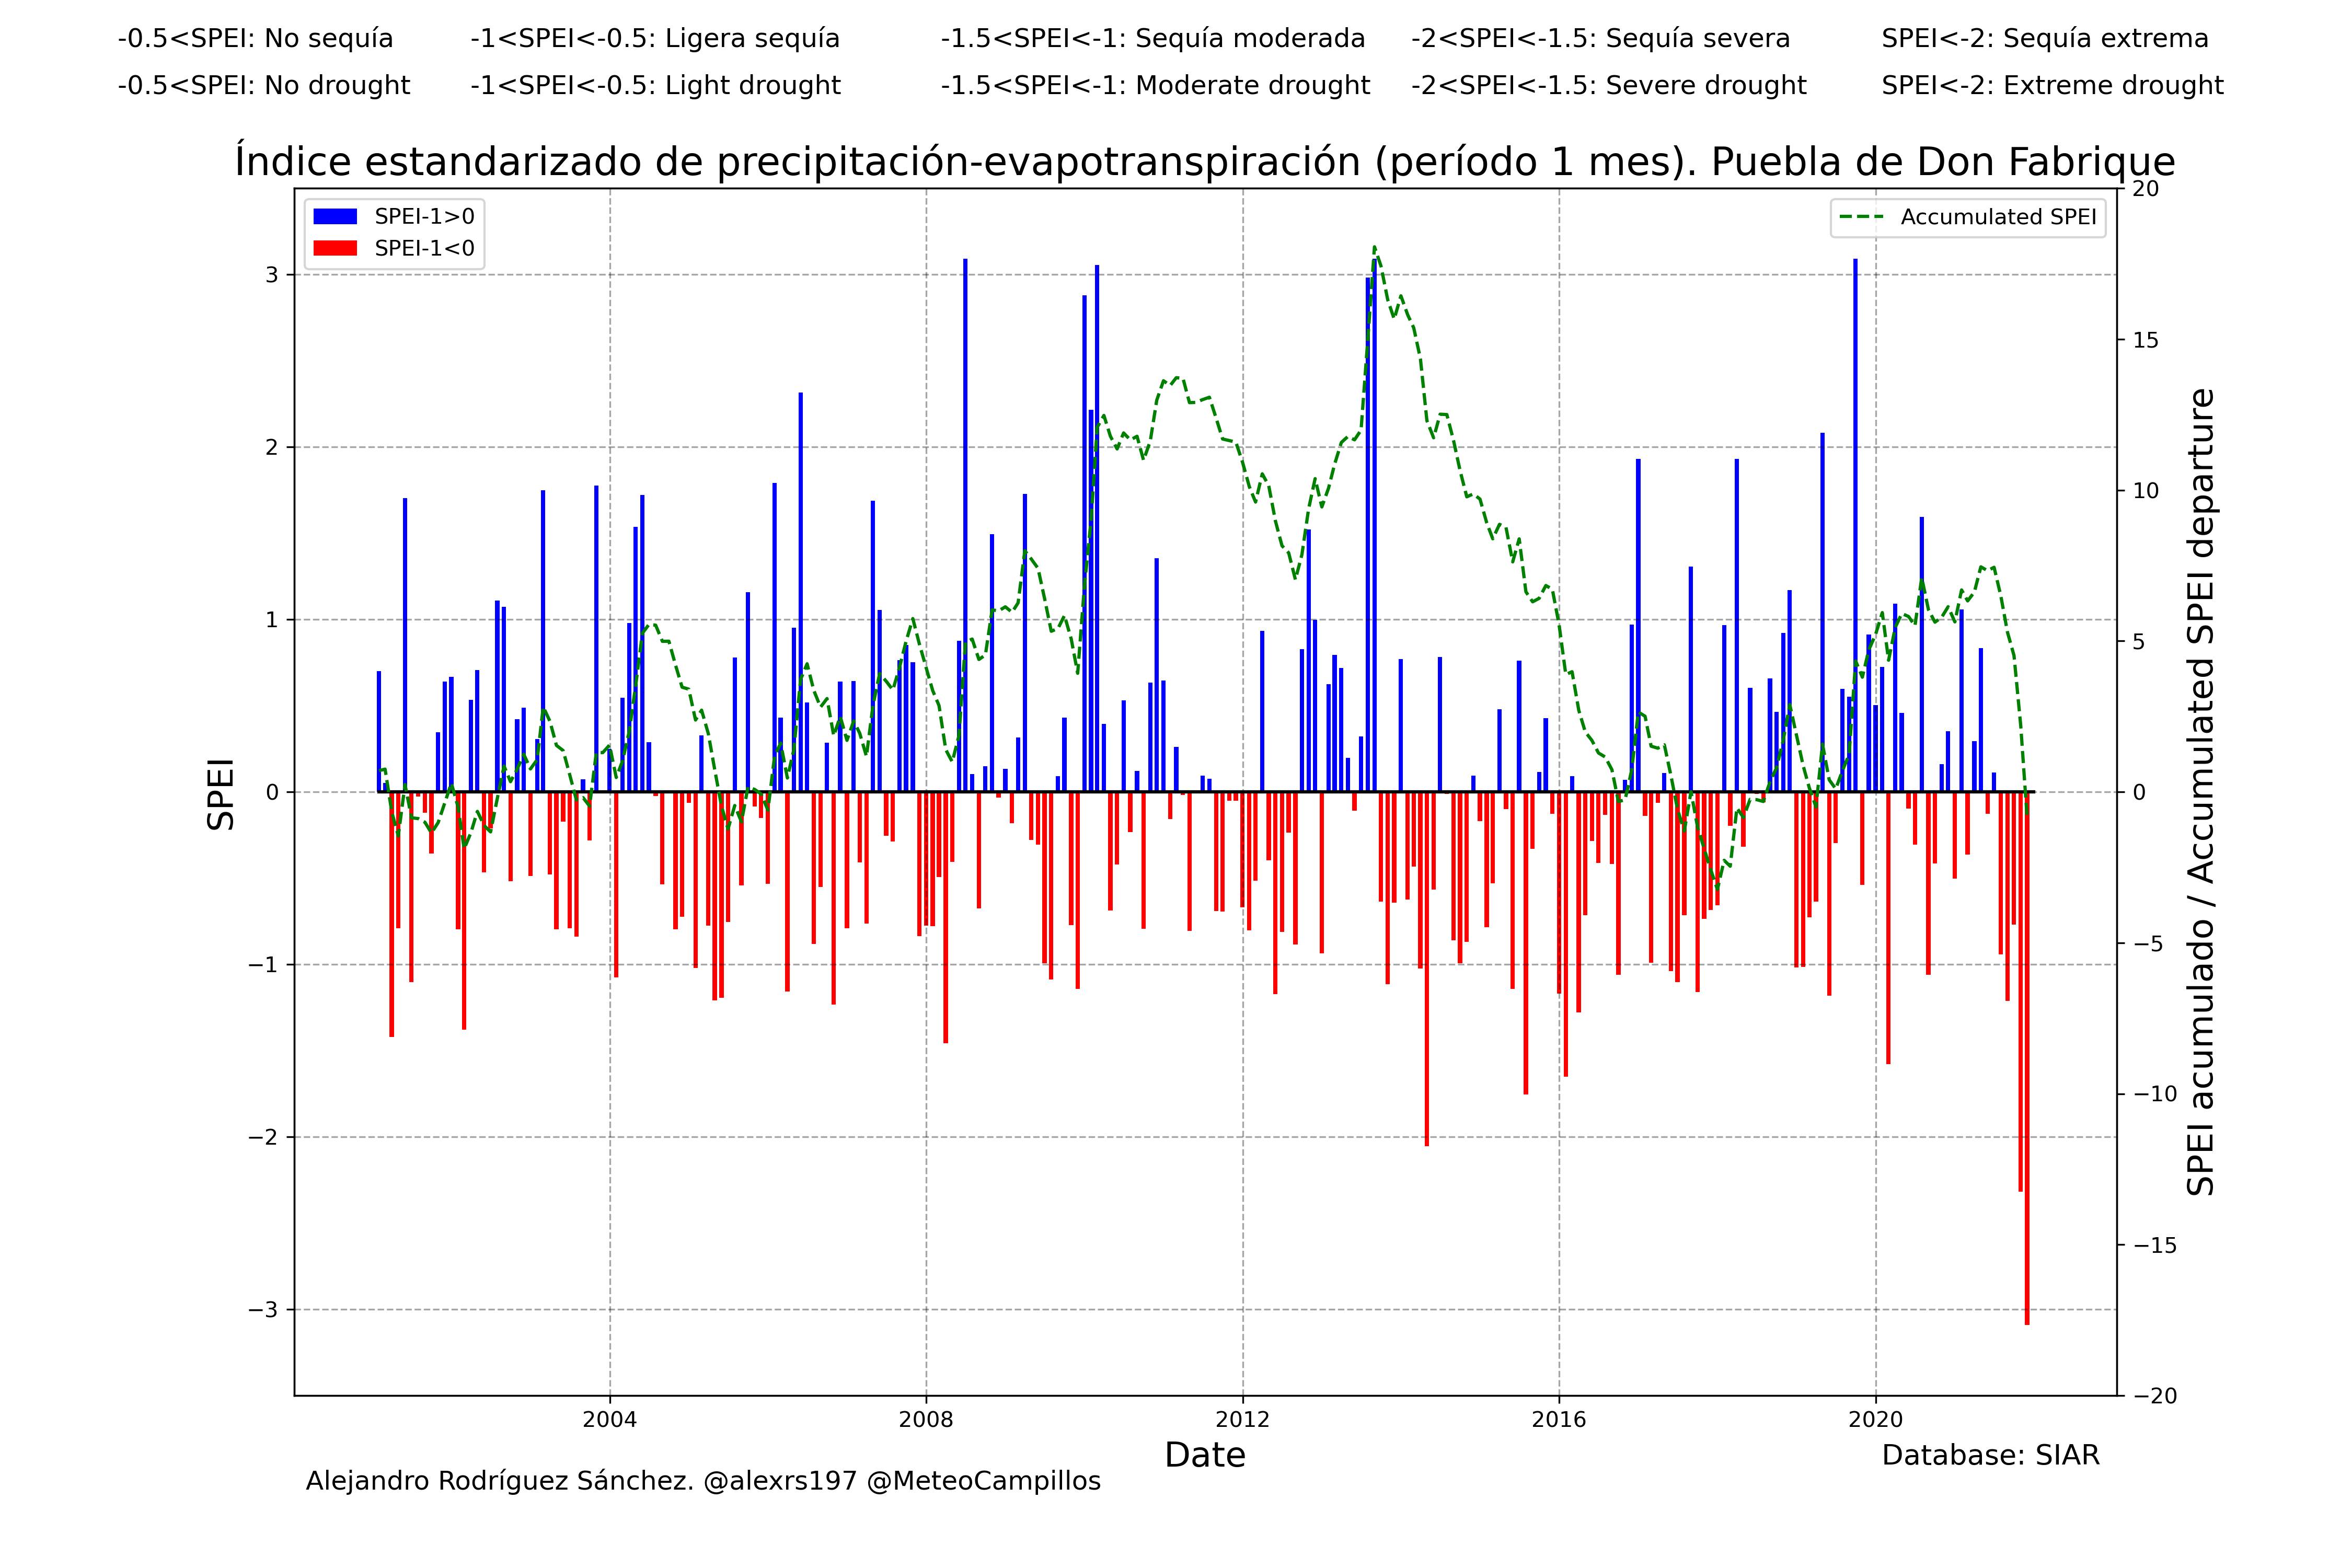 -0.5<SPEI: No sequía -1<SPEI<-0.5: Ligera sequía -1.5<SPEI<-1: Sequía moderada -2<SPEI<-1.5: Sequía severa SPEI<-2: Sequía extrema
-0.5<SPEI: No drought -1<SPEI<-0.5: Light drought -1.5<SPEI<-1: Moderate drought -2<SPEI<-1.5: Severe drought SPEI<-2: Extreme drought
Índice estandarizado de precipitación-evapotranspiración (período 1 mes). Puebla de Don Fabrique
SPEI-1>0
SPEI-1<0
Accumulated SPEI
SPEI
3
2
1
0
−1
−2
−3
20
15
10
5
0
−5
−10
−15
−20
SPEI acumulado / Accumulated SPEI departure
2004 2008 2012 2016 2020
Date
Database: SIAR
Alejandro Rodríguez Sánchez. @alexrs197 @MeteoCampillos